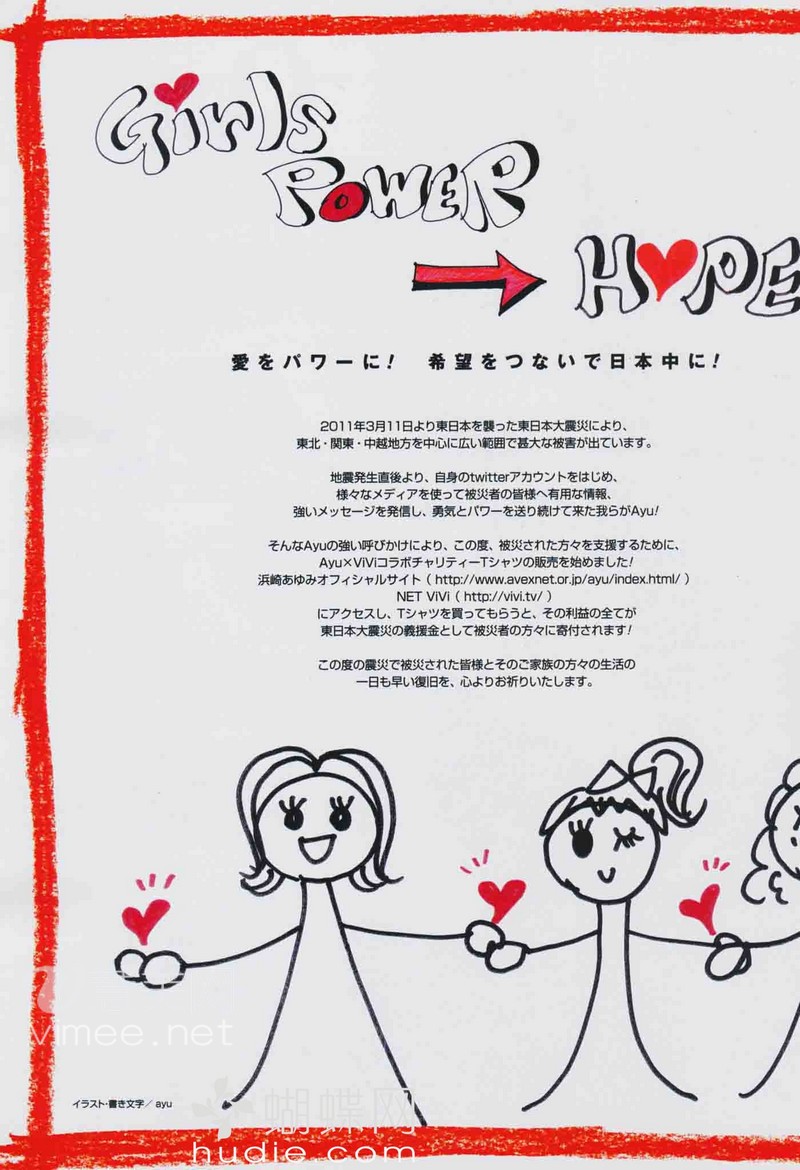 Girls
POWER
HOPE
愛をパワーに! 希望をつないで日本中に!
2011年3月11日より東日本を襲った東日本大震災により、
東北・関東・中越地方を中心に広い範囲で甚大な被害が出ています。
地震発生直後より、自身のtwitterアカウントをはじめ、
様々なメディアを使って被災者の皆様へ有用な情報、
強いメッセージを発信し、勇気とパワーを送り続けて来た我らがAyu!
そんなAyuの強い呼びかけにより、この度、被災された方々を支援するために、
Ayu×ViViコラボチャリティーTシャツの販売を始めました!
浜崎あゆみオフィシャルサイト ( http://www.avexnet.or.jp/ayu/index.html/ )
NET ViVi ( http://vivi.tv/ )
にアクセスし、Tシャツを買ってもらうと、その利益の全てが
東日本大震災の義援金として被災者の方々に寄付されます!
この度の震災で被災された皆様とそのご家族の方々の生活の
一日も早い復旧を、心よりお祈りいたします。
vimee.net
イラスト・書き文字/ayu
蝴蝶网
hudie.com